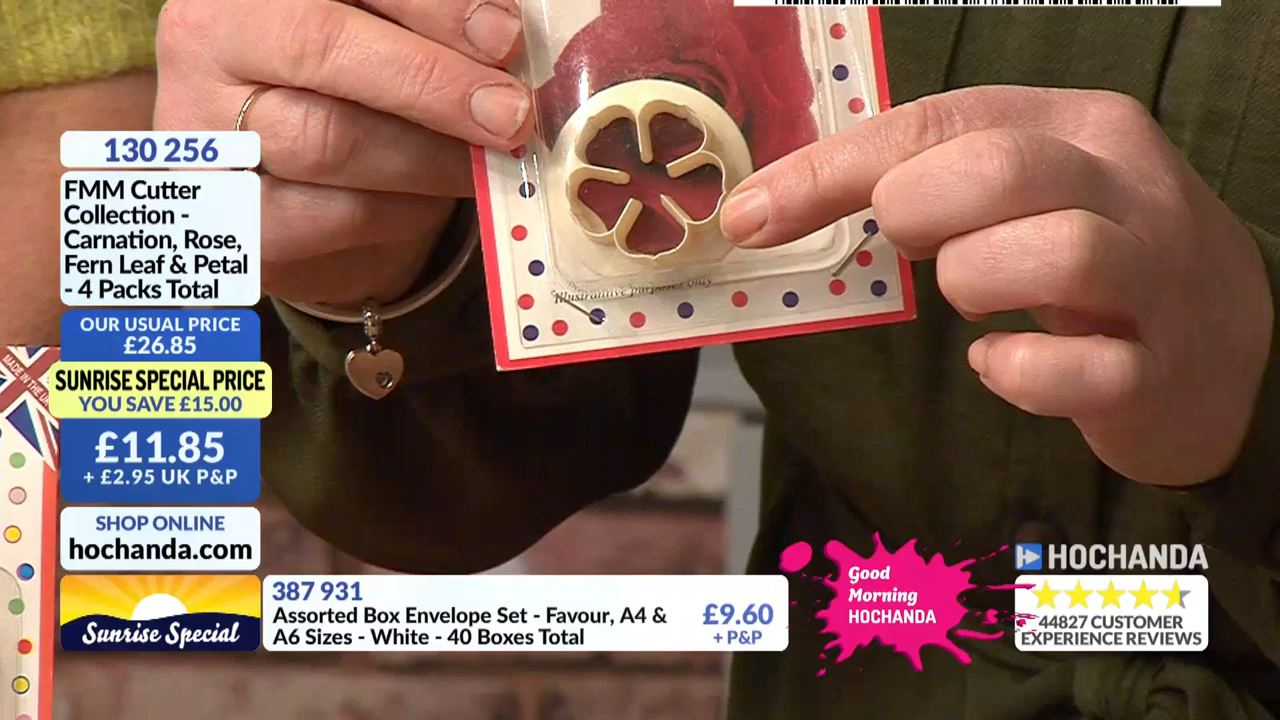 130 256
FMM Cutter
Collection -
Carnation, Rose,
Fern Leaf & Petal
- 4 Packs Total
OUR USUAL PRICE
£26.85
SUNRISE SPECIAL PRICE
YOU SAVE £15.00
£11.85
+ £2.95 UK P&P
SHOP ONLINE
hochanda.com
Sunrise Special
387 931
Assorted Box Envelope Set - Favour, A4 &
A6 Sizes - White - 40 Boxes Total
£9.60
+ P&P
Good
Morning
HOCHANDA
HOCHANDA
44827 CUSTOMER
EXPERIENCE REVIEWS
Illustrative purposes only
MADE IN THE